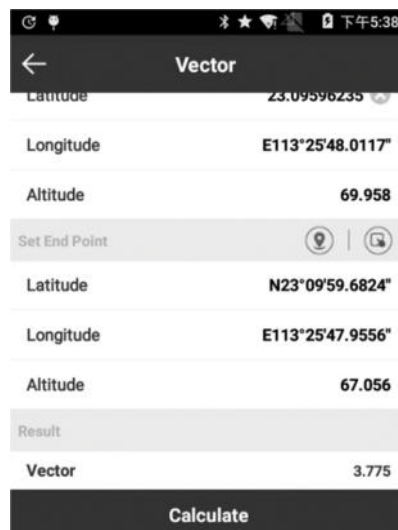 下午5:38
Vector
Latitude 23.09596235
Longitude E113°25'48.0117"
Altitude 69.958
Set End Point
Latitude N23°09'59.6824"
Longitude E113°25'47.9556"
Altitude 67.056
Result
Vector 3.775
Calculate